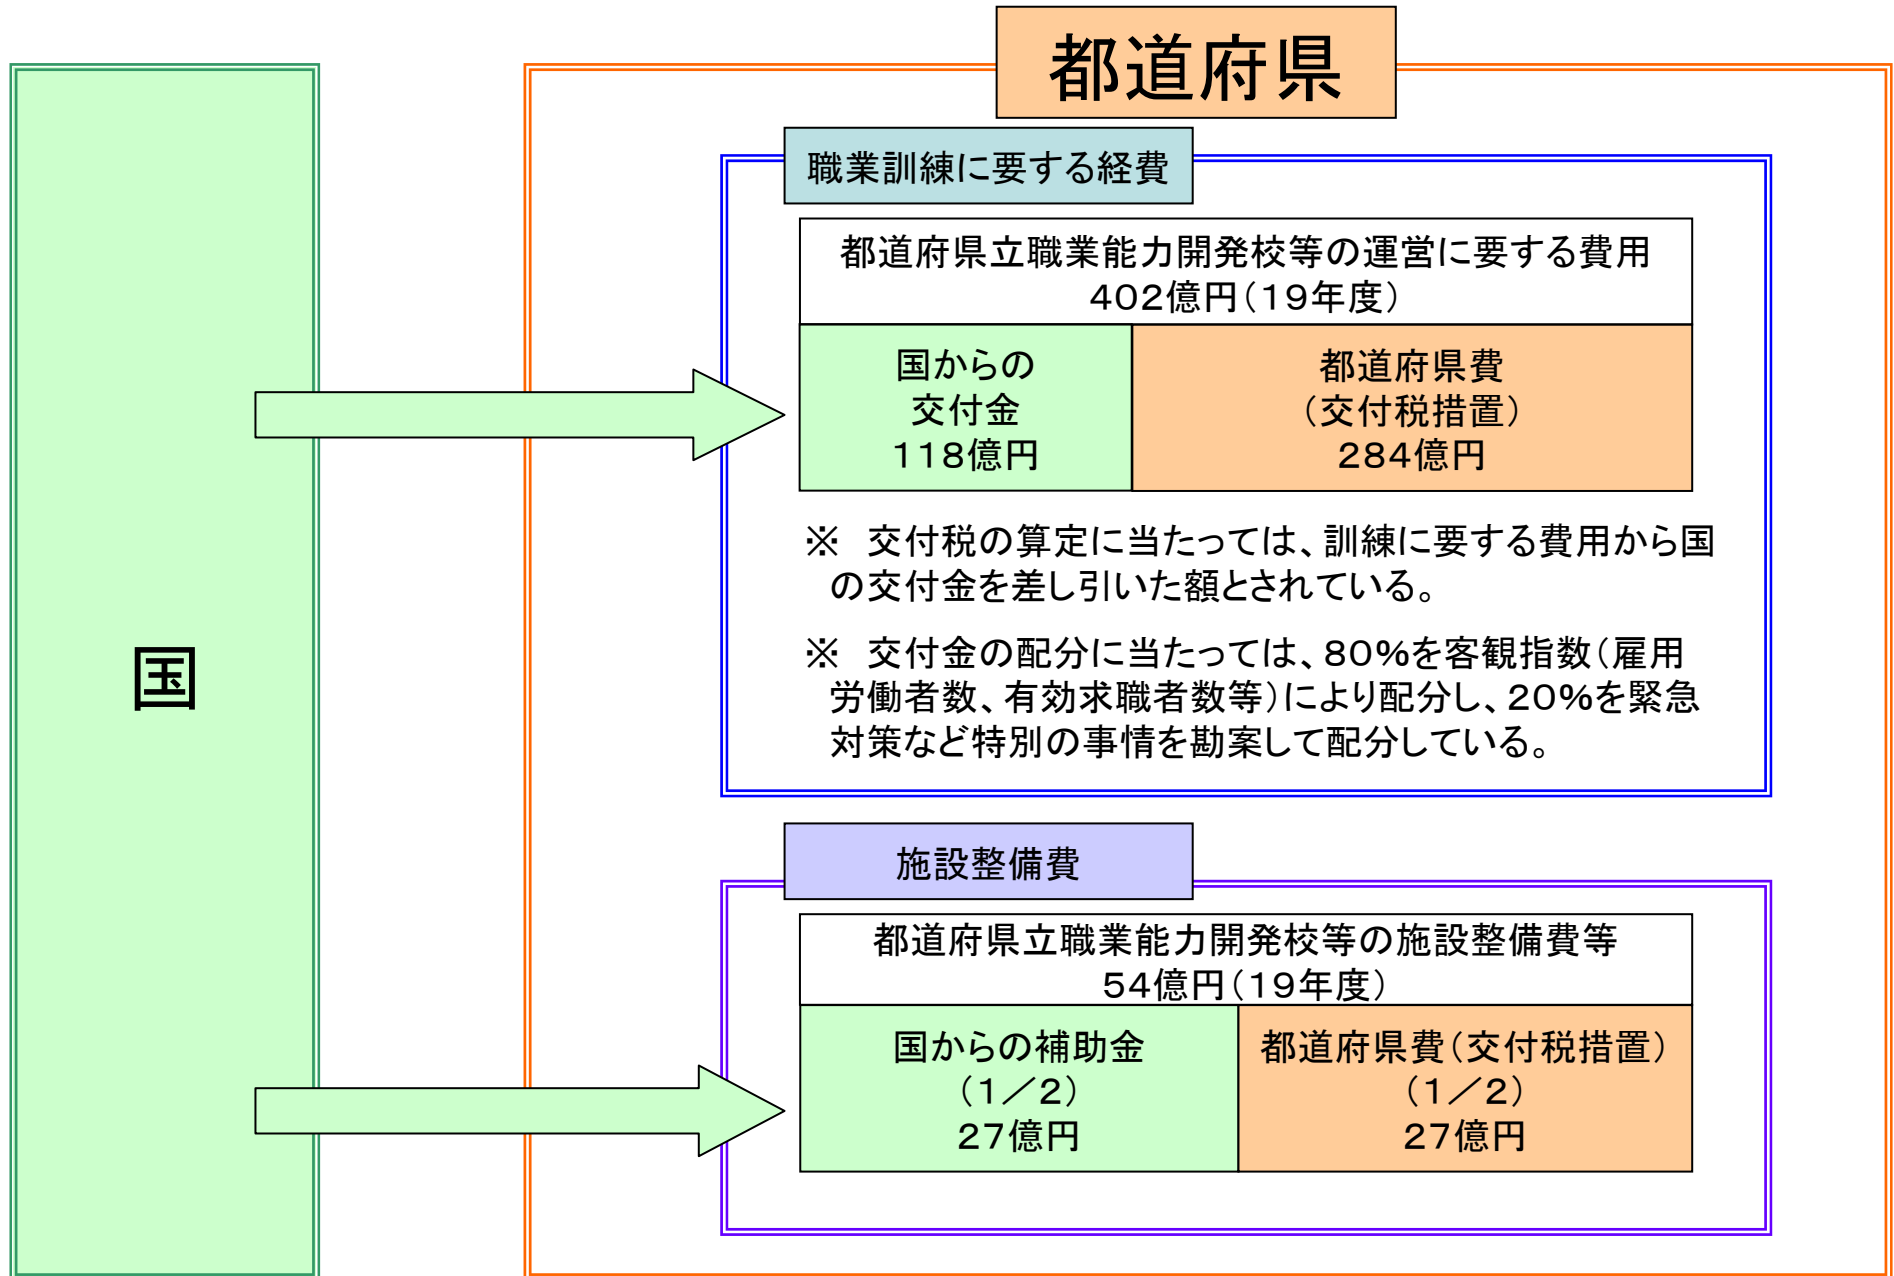 都道府県
国
職業訓練に要する経費
都道府県立職業能力開発校等の運営に要する費用
402億円(19年度)
国からの
交付金
118億円
都道府県費
(交付税措置)
284億円
※ 交付税の算定に当たっては、訓練に要する費用から国
の交付金を差し引いた額とされている。
※ 交付金の配分に当たっては、80%を客観指数(雇用
労働者数、有効求職者数等)により配分し、20%を緊急
対策など特別の事情を勘案して配分している。
施設整備費
都道府県立職業能力開発校等の施設整備費等
54億円(19年度)
国からの補助金
(1/2)
27億円
都道府県費(交付税措置)
(1/2)
27億円